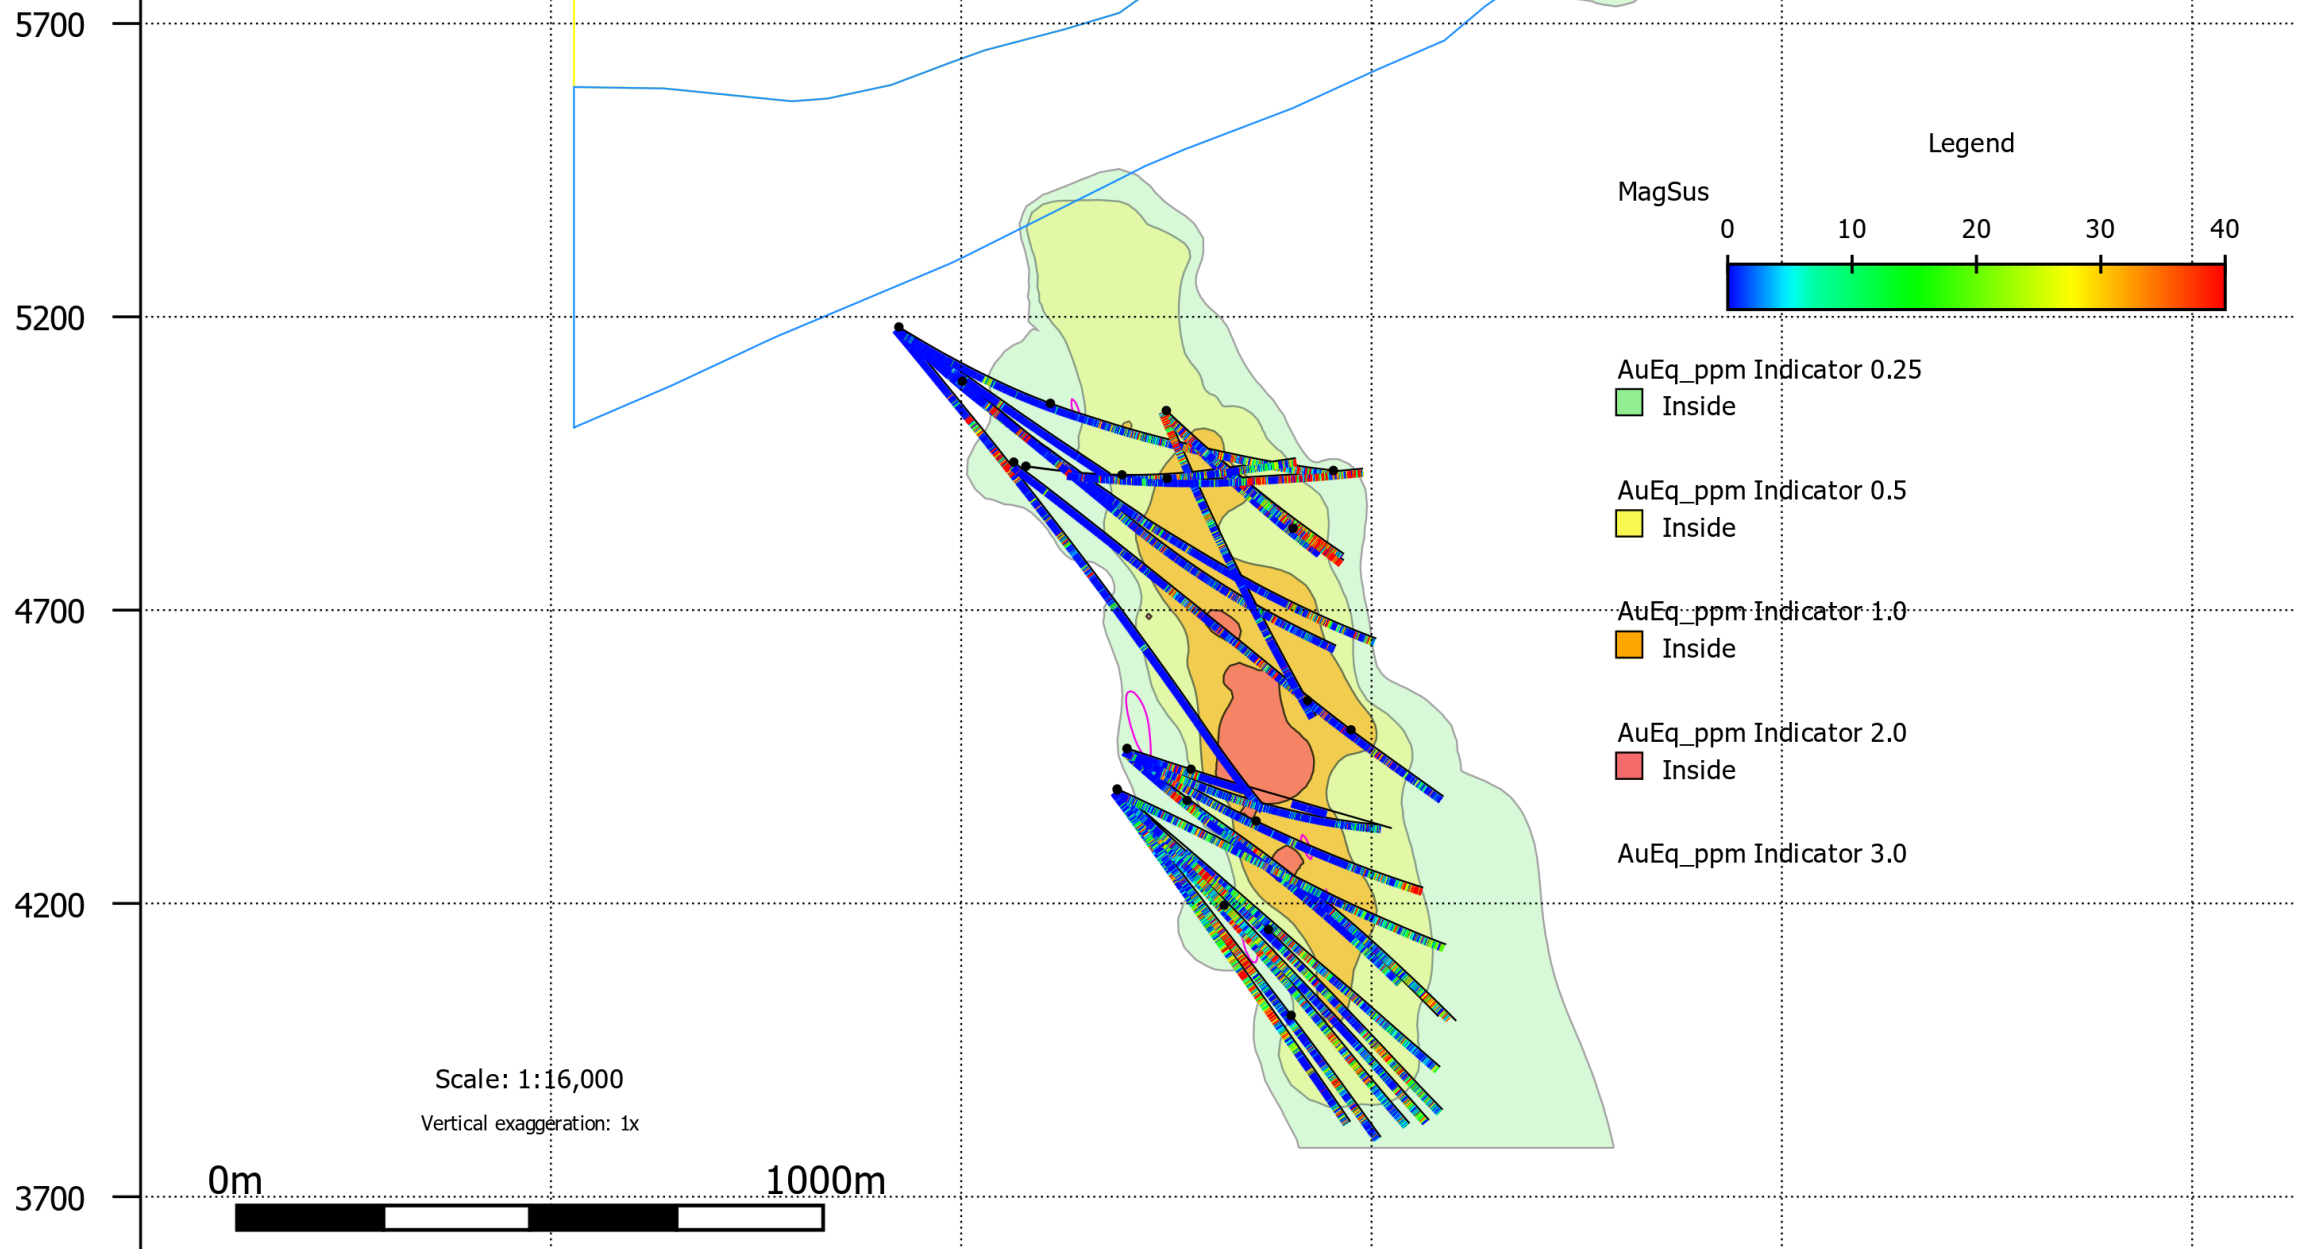 5700
Legend
MagSus
0 10 20 30 40
5200
AuEq_ppm Indicator 0.25
Inside
AuEq_ppm Indicator 0.5
Inside
4700
AuEq_ppm Indicator 1.0
Inside
AuEq_ppm Indicator 2.0
Inside
AuEq_ppm Indicator 3.0
4200
Scale: 1:16,000
Vertical exaggeration: 1x
0m 1000m
3700